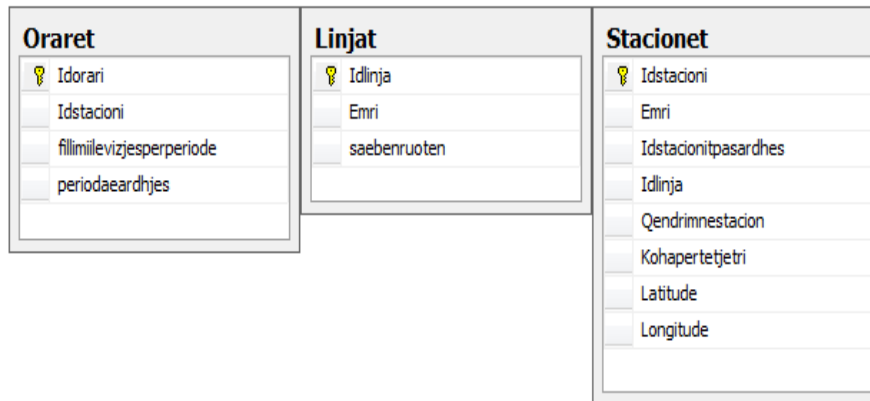 Oraret
Idorari
Idstacioni
fillimiilevizjesperperiode
periodaeardhjes
Linjat
Idlinja
Emri
saebenruoten
Stacionet
Idstacioni
Emri
Idstacionitpasardhes
Idlinja
Qendrimnestacion
Kohapertetjetri
Latitude
Longitude